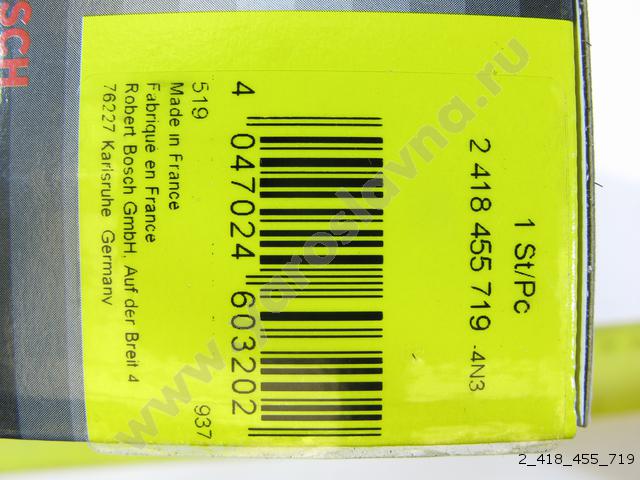 1 St/Pc
2 418 455 719 -4N3
4 047024 603202
519 937
Made in France
Fabriqué en France
Robert Bosch GmbH, Auf der Breit 4
76227 Karlsruhe Germany
SCH
www.yaroslavna.ru
2_418_455_719